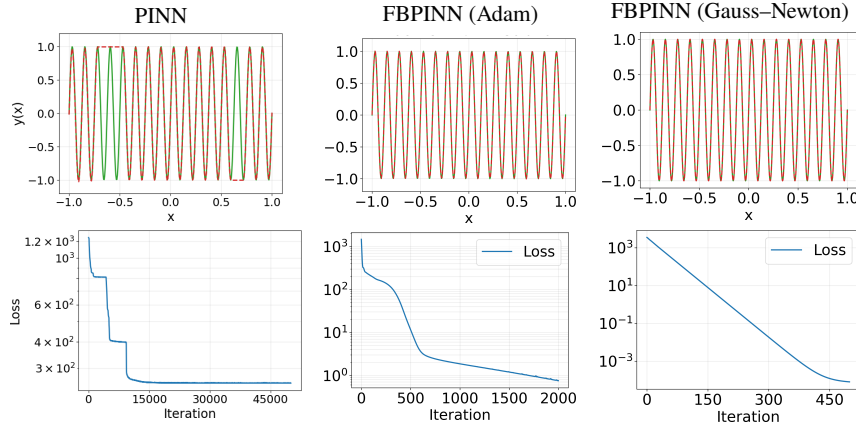 PINN
FBPINN (Adam)
FBPINN (Gauss–Newton)
1.0
0.5
0.0
−0.5
−1.0
y(x)
−1.0 −0.5 0.0 0.5 1.0
x
1.0
0.5
0.0
−0.5
−1.0
−1.0 −0.5 0.0 0.5 1.0
x
1.0
0.5
0.0
−0.5
−1.0
−1.0 −0.5 0.0 0.5 1.0
x
1.2 × 10³
10³
6 × 10²
4 × 10²
3 × 10²
Loss
0 15000 30000 45000
Iteration
10³
10²
10¹
10⁰
Loss
0 500 1000 1500 2000
Iteration
10³
10¹
10⁻¹
10⁻³
Loss
0 150 300 450
Iteration